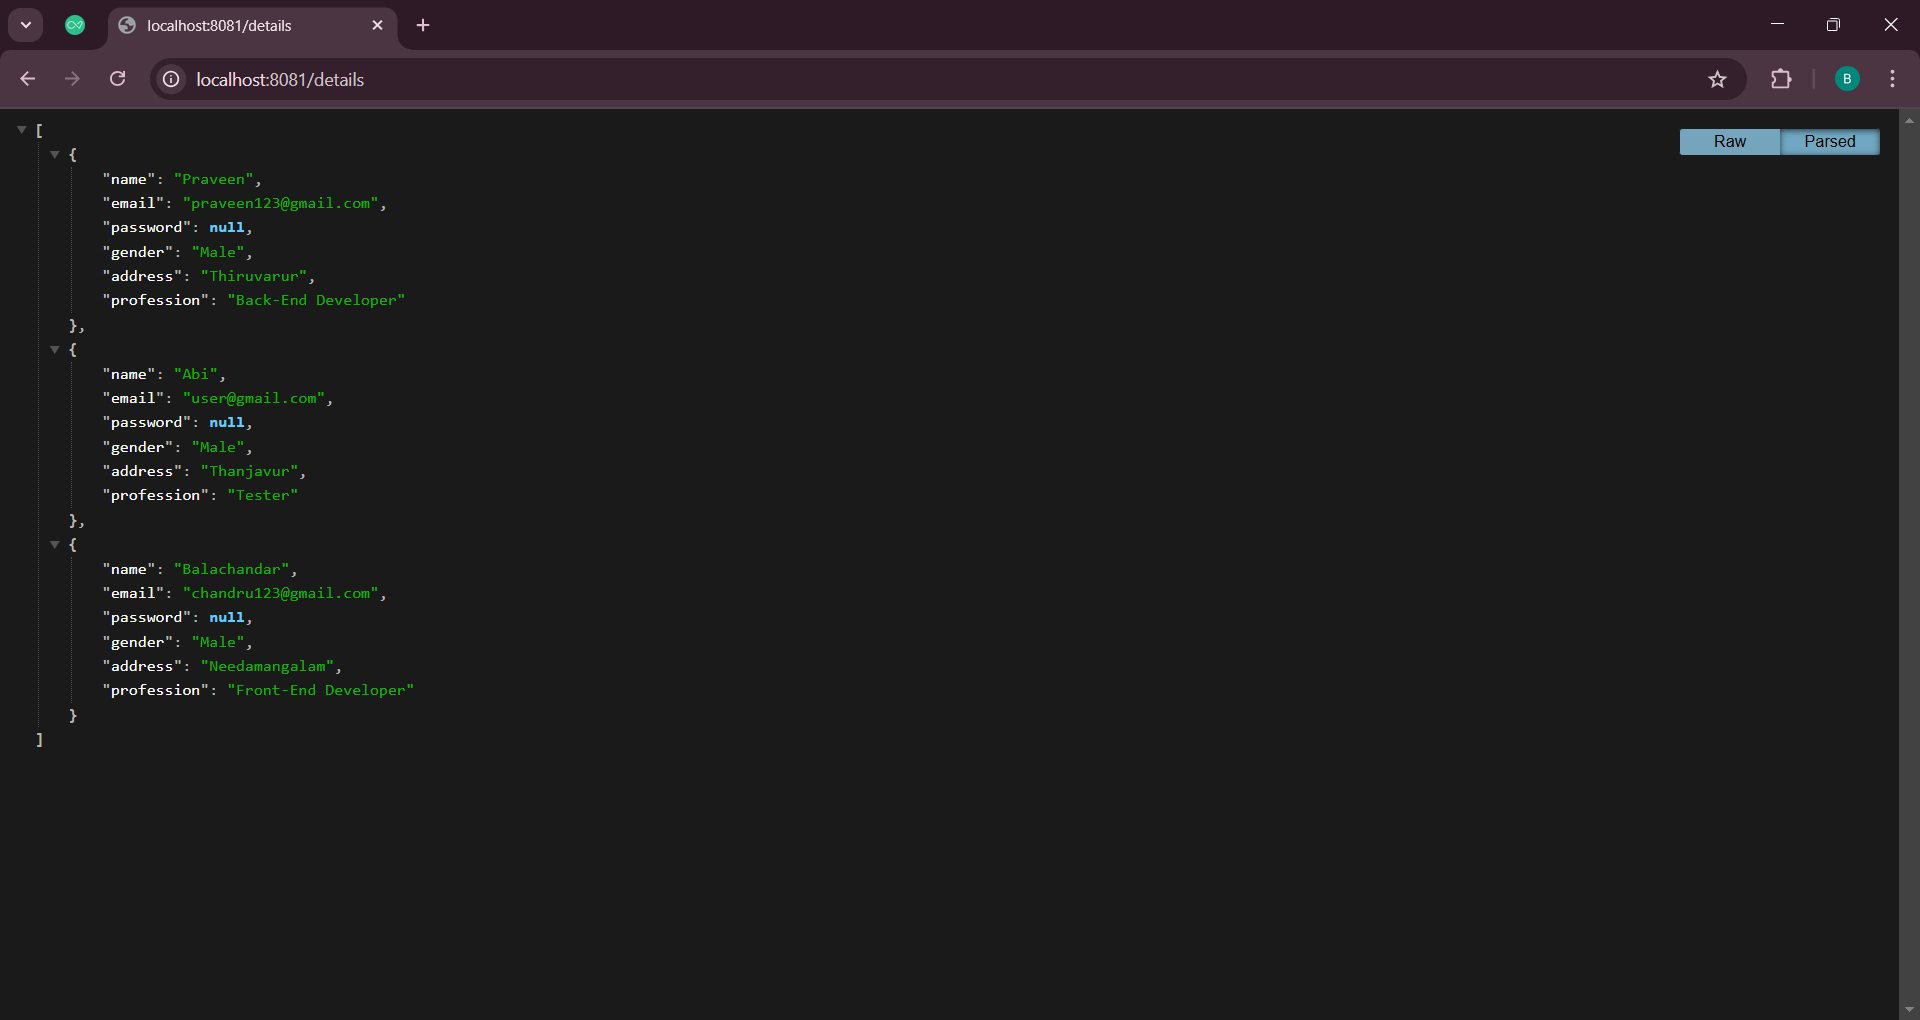 localhost:8081/details
localhost:8081/details
B
Raw
Parsed
[
{
"name": "Praveen",
"email": "praveen123@gmail.com",
"password": null,
"gender": "Male",
"address": "Thiruvarur",
"profession": "Back-End Developer"
},
{
"name": "Abi",
"email": "user@gmail.com",
"password": null,
"gender": "Male",
"address": "Thanjavur",
"profession": "Tester"
},
{
"name": "Balachandar",
"email": "chandru123@gmail.com",
"password": null,
"gender": "Male",
"address": "Needamangalam",
"profession": "Front-End Developer"
}
]